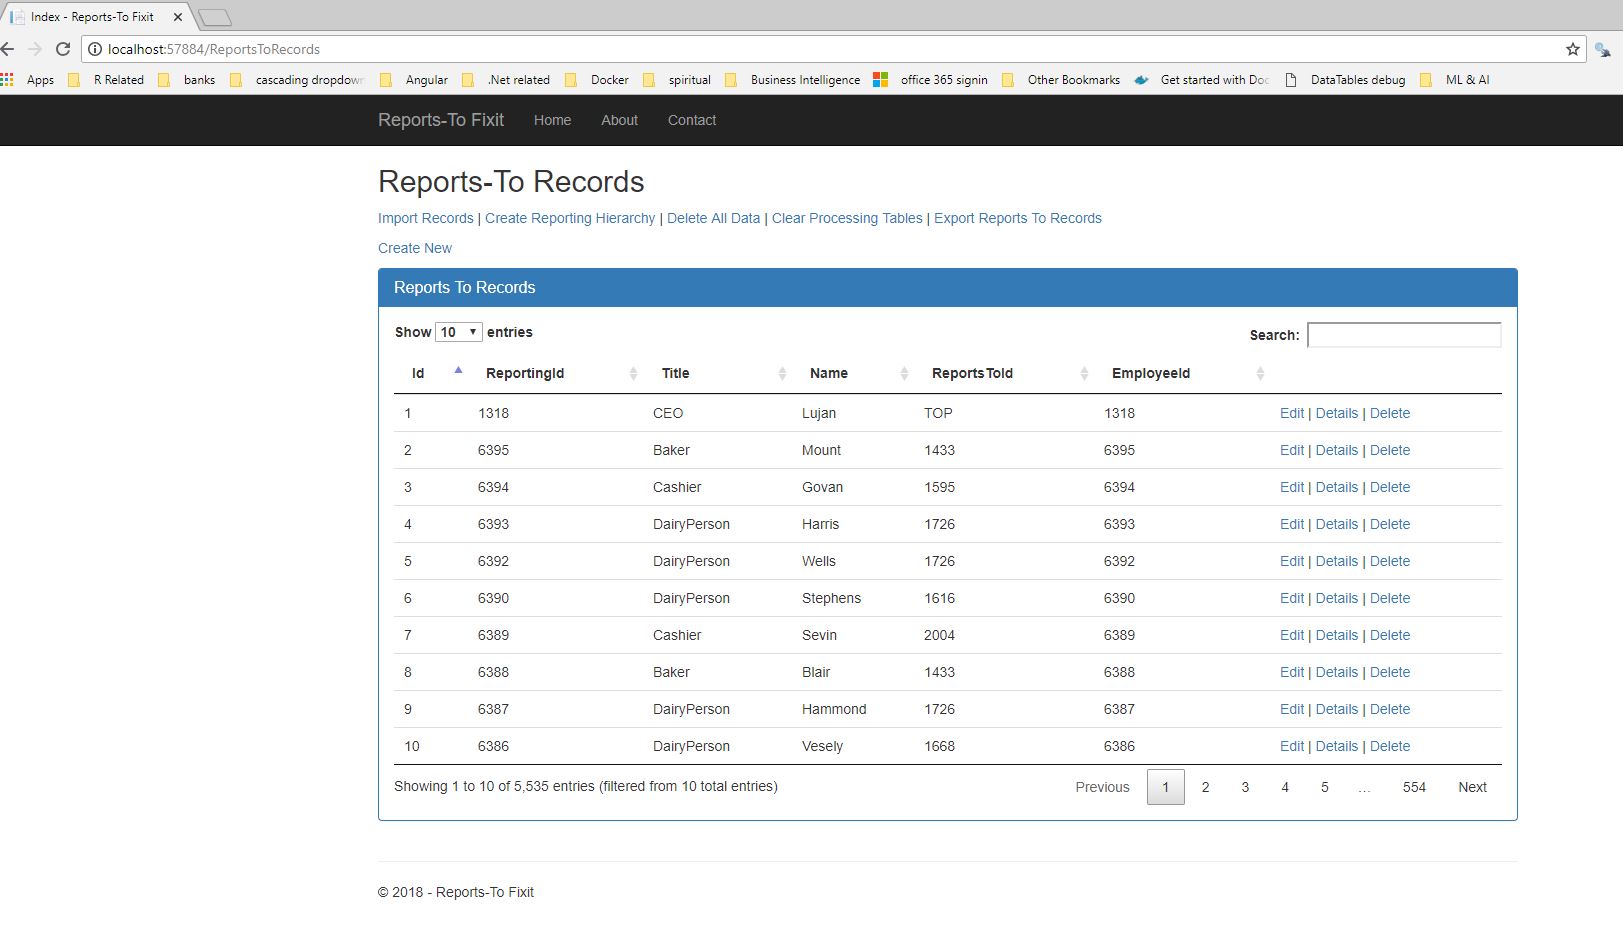 Index - Reports-To Fixit
localhost:57884/ReportsToRecords
Apps R Related banks cascading dropdown Angular .Net related Docker spiritual Business Intelligence office 365 signin Other Bookmarks Get started with Doc DataTables debug ML & AI
Reports-To Fixit Home About Contact
Reports-To Records
Import Records | Create Reporting Hierarchy | Delete All Data | Clear Processing Tables | Export Reports To Records
Create New
Reports To Records
Show 10 entries Search:
Id ReportingId Title Name ReportsToId EmployeeId
1 1318 CEO Lujan TOP 1318 Edit | Details | Delete
2 6395 Baker Mount 1433 6395 Edit | Details | Delete
3 6394 Cashier Govan 1595 6394 Edit | Details | Delete
4 6393 DairyPerson Harris 1726 6393 Edit | Details | Delete
5 6392 DairyPerson Wells 1726 6392 Edit | Details | Delete
6 6390 DairyPerson Stephens 1616 6390 Edit | Details | Delete
7 6389 Cashier Sevin 2004 6389 Edit | Details | Delete
8 6388 Baker Blair 1433 6388 Edit | Details | Delete
9 6387 DairyPerson Hammond 1726 6387 Edit | Details | Delete
10 6386 DairyPerson Vesely 1668 6386 Edit | Details | Delete
Showing 1 to 10 of 5,535 entries (filtered from 10 total entries) Previous 1 2 3 4 5 … 554 Next
© 2018 - Reports-To Fixit